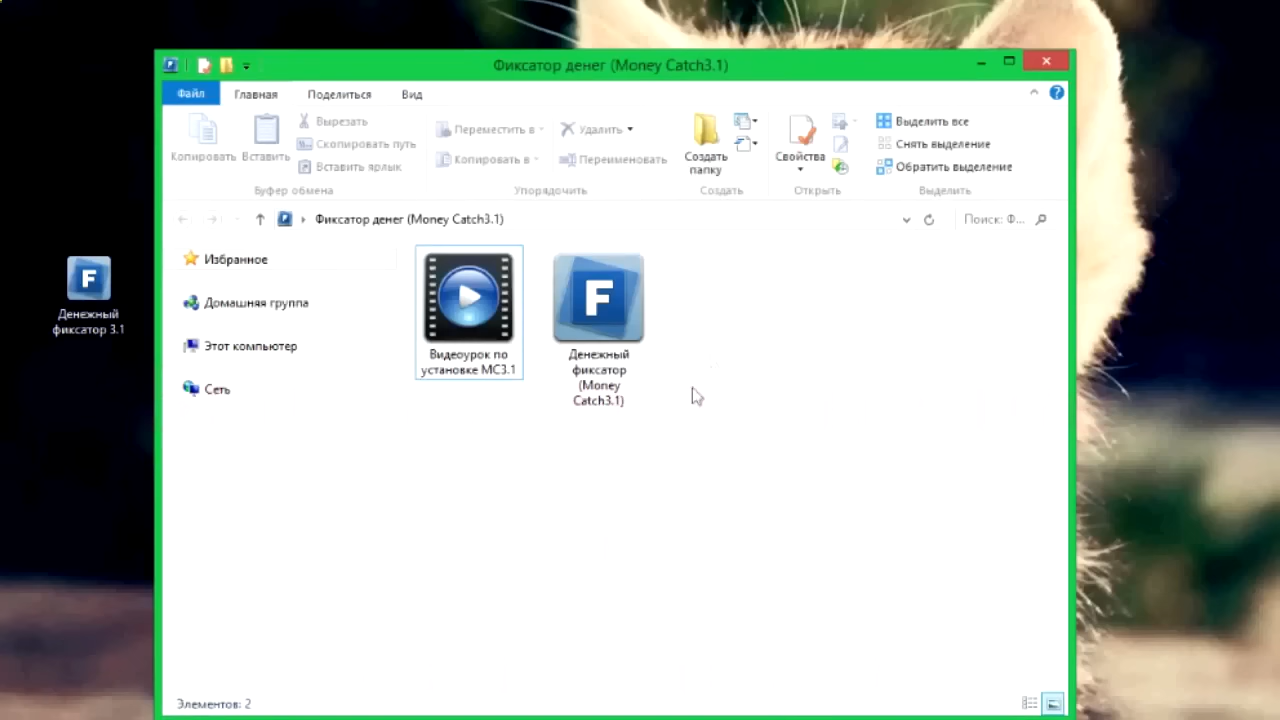 Фиксатор денег (Money Catch3.1)
Файл
Главная
Поделиться
Вид
Копировать
Вставить
Вырезать
Скопировать путь
Вставить ярлык
Буфер обмена
Переместить в
Копировать в
Удалить
Переименовать
Упорядочить
Создать
папку
Создать
Свойства
Открыть
Выделить все
Снять выделение
Обратить выделение
Выделить
Фиксатор денег (Money Catch3.1)
Поиск: Ф...
Избранное
Домашняя группа
Этот компьютер
Сеть
F
Денежный
фиксатор 3.1
Видеоурок по
установке MC3.1
F
Денежный
фиксатор
(Money
Catch3.1)
Элементов: 2